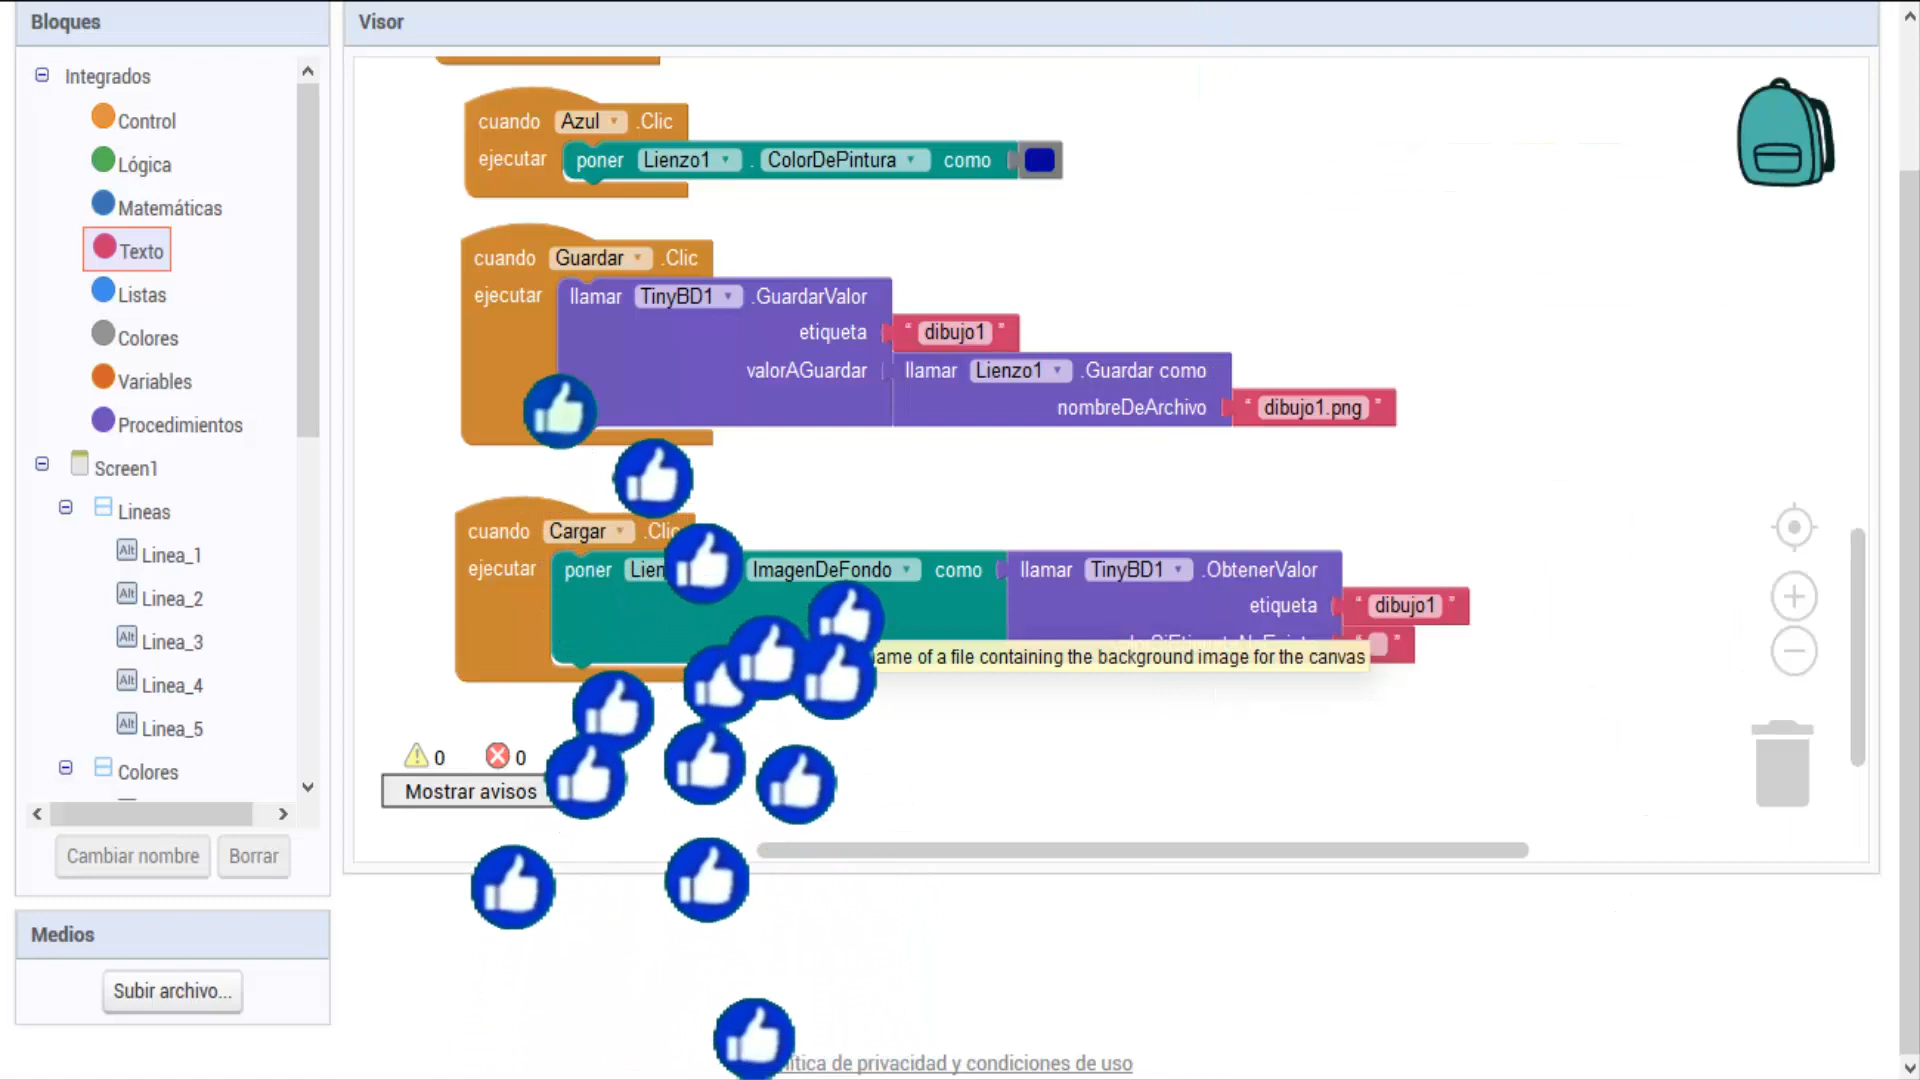 Bloques
Visor
Integrados
Control
Lógica
Matemáticas
Texto
Listas
Colores
Variables
Procedimientos
Screen1
Lineas
Linea_1
Linea_2
Linea_3
Linea_4
Linea_5
Colores
Cambiar nombre
Borrar
Medios
Subir archivo...
cuando Azul .Clic
ejecutar poner Lienzo1 . ColorDePintura como
cuando Guardar .Clic
ejecutar llamar TinyBD1 .GuardarValor
etiqueta “ dibujo1 ”
valorAGuardar llamar Lienzo1 .Guardar como
nombreDeArchivo “ dibujo1.png ”
cuando Cargar .Clic
ejecutar poner Lien ImagenDeFondo como llamar TinyBD1 .ObtenerValor
etiqueta “ dibujo1 ”
“ ”
ame of a file containing the background image for the canvas
0 0
Mostrar avisos
ítica de privacidad y condiciones de uso